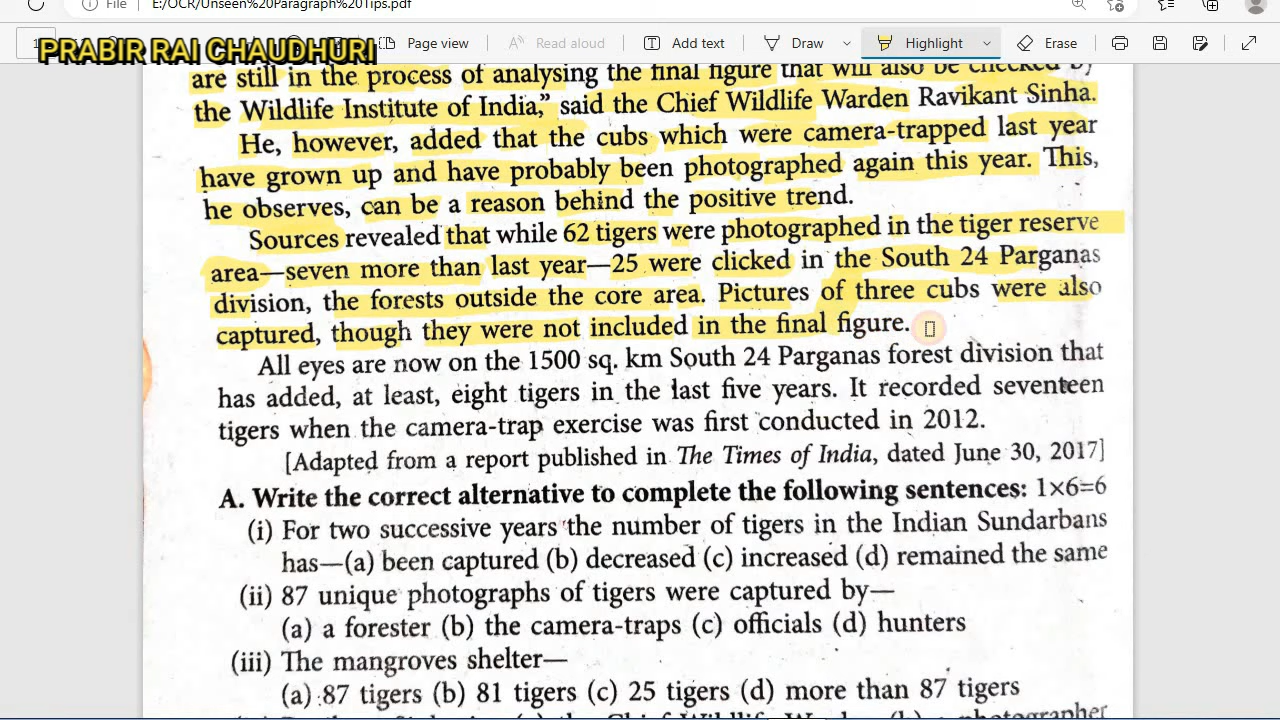 File E:/OCR/Unseen%20Paragraph%20Tips.pdf
PRABIR RAI CHAUDHURI
Page view Read aloud Add text Draw Highlight Erase
are still in the process of analysing the final figure that will also be checked by
the Wildlife Institute of India,” said the Chief Wildlife Warden Ravikant Sinha.
He, however, added that the cubs which were camera-trapped last year
have grown up and have probably been photographed again this year. This,
he observes, can be a reason behind the positive trend.
Sources revealed that while 62 tigers were photographed in the tiger reserve
area—seven more than last year—25 were clicked in the South 24 Parganas
division, the forests outside the core area. Pictures of three cubs were also
captured, though they were not included in the final figure.
All eyes are now on the 1500 sq. km South 24 Parganas forest division that
has added, at least, eight tigers in the last five years. It recorded seventeen
tigers when the camera-trap exercise was first conducted in 2012.
[Adapted from a report published in The Times of India, dated June 30, 2017]
A. Write the correct alternative to complete the following sentences: 1×6=6
(i) For two successive years the number of tigers in the Indian Sundarbans
has—(a) been captured (b) decreased (c) increased (d) remained the same
(ii) 87 unique photographs of tigers were captured by—
(a) a forester (b) the camera-traps (c) officials (d) hunters
(iii) The mangroves shelter—
(a) 87 tigers (b) 81 tigers (c) 25 tigers (d) more than 87 tigers